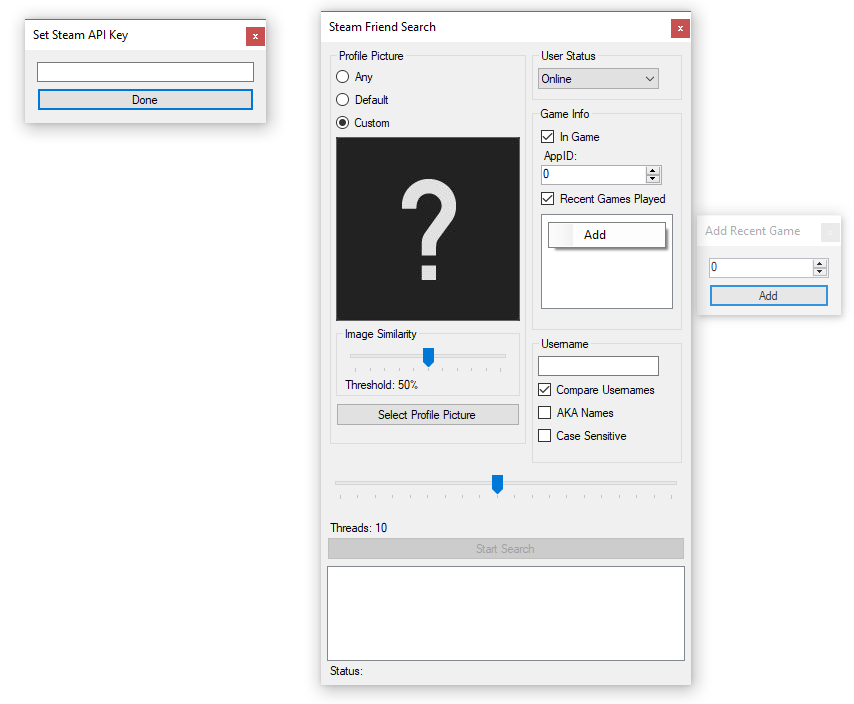 Set Steam API Key
x
Done
Steam Friend Search
x
Profile Picture
Any
Default
Custom
?
Image Similarity
Threshold: 50%
Select Profile Picture
User Status
Online
Game Info
In Game
AppID:
0
Recent Games Played
Add
Username
Compare Usernames
AKA Names
Case Sensitive
Threads: 10
Start Search
Status:
Add Recent Game
x
0
Add